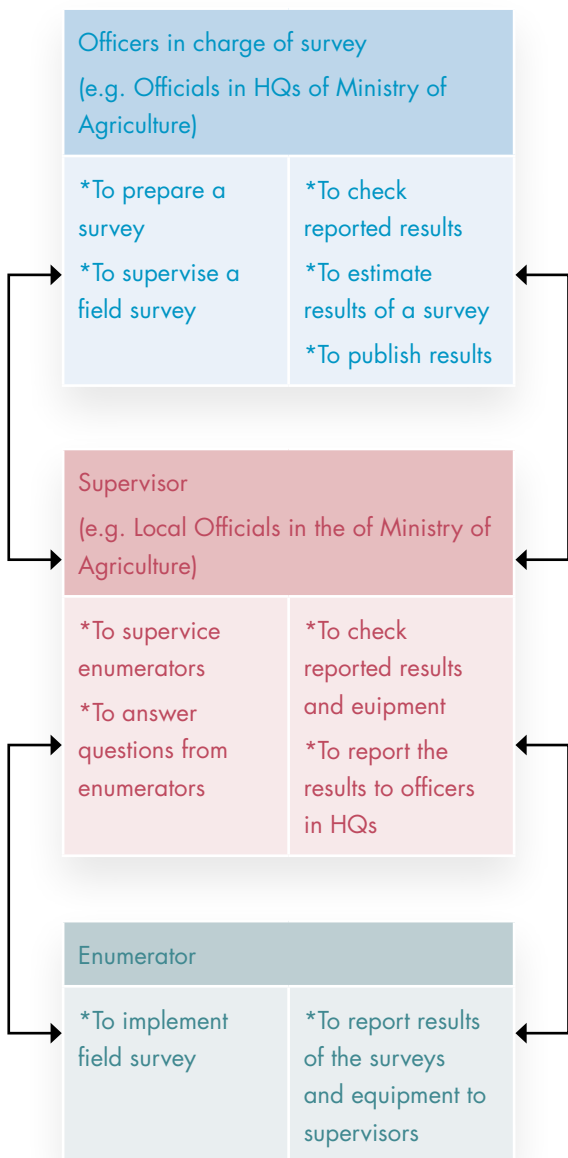 Officers in charge of survey
(e.g. Officials in HQs of Ministry of
Agriculture)
*To prepare a
survey
*To supervise a
field survey
*To check
reported results
*To estimate
results of a survey
*To publish results
Supervisor
(e.g. Local Officials in the of Ministry of
Agriculture)
*To supervice
enumerators
*To answer
questions from
enumerators
*To check
reported results
and euipment
*To report the
results to officers
in HQs
Enumerator
*To implement
field survey
*To report results
of the surveys
and equipment to
supervisors